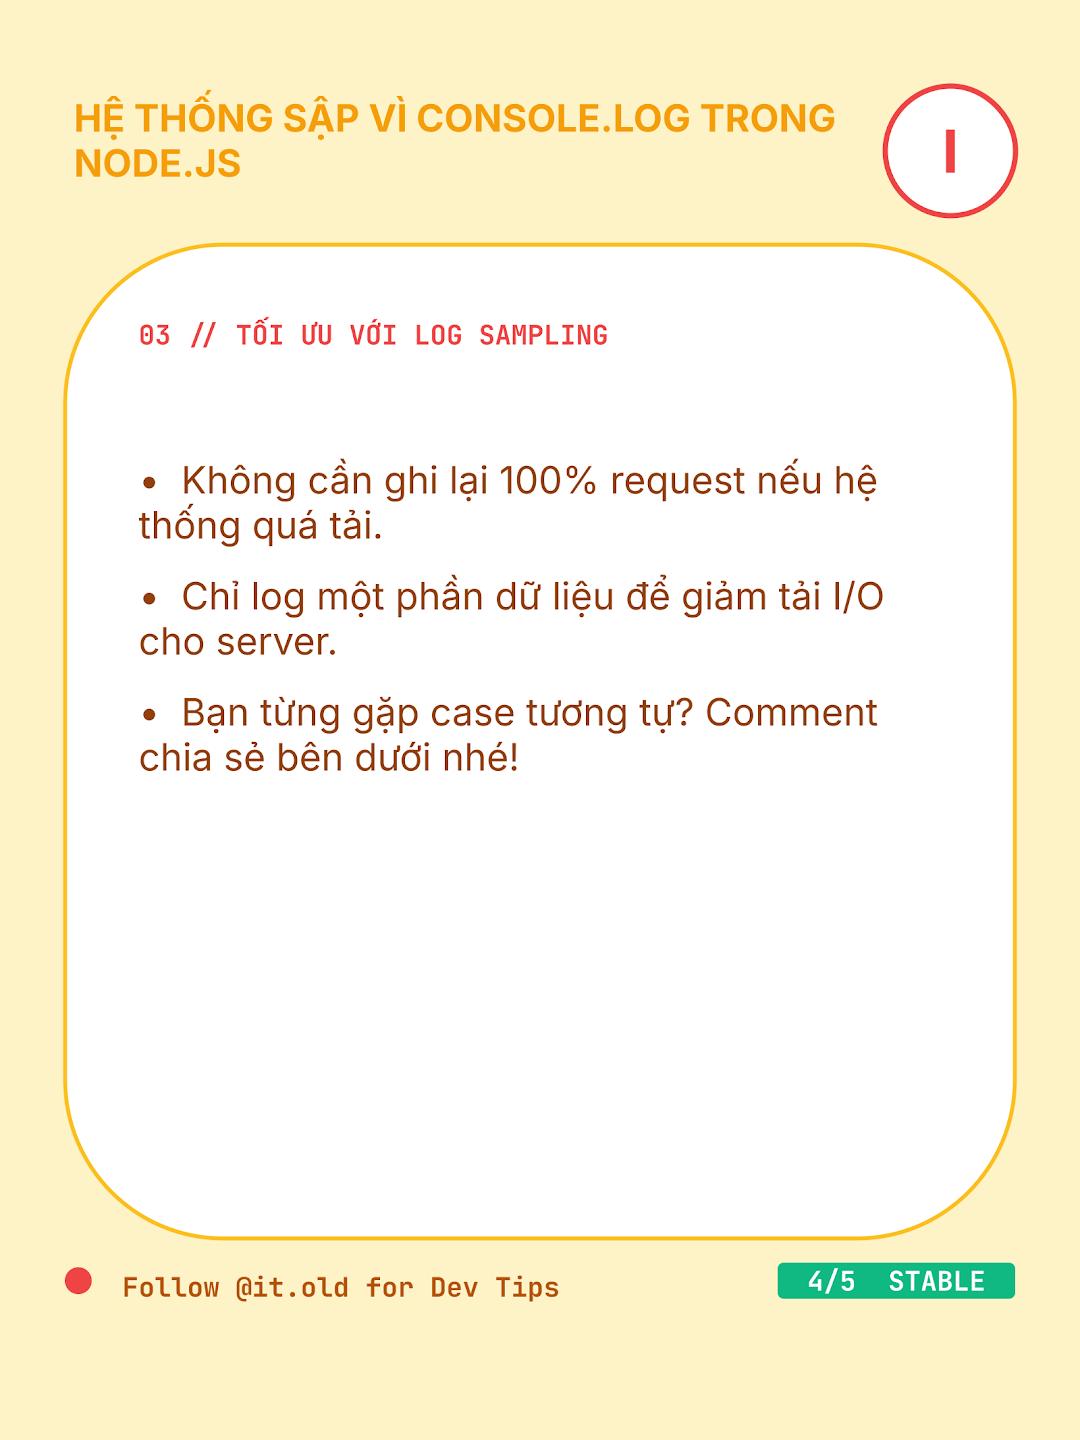 HỆ THỐNG SẬP VÌ CONSOLE.LOG TRONG
NODE.JS
I
03 // TỐI ƯU VỚI LOG SAMPLING
• Không cần ghi lại 100% request nếu hệ
thống quá tải.
• Chỉ log một phần dữ liệu để giảm tải I/O
cho server.
• Bạn từng gặp case tương tự? Comment
chia sẻ bên dưới nhé!
Follow @it.old for Dev Tips
4/5 STABLE